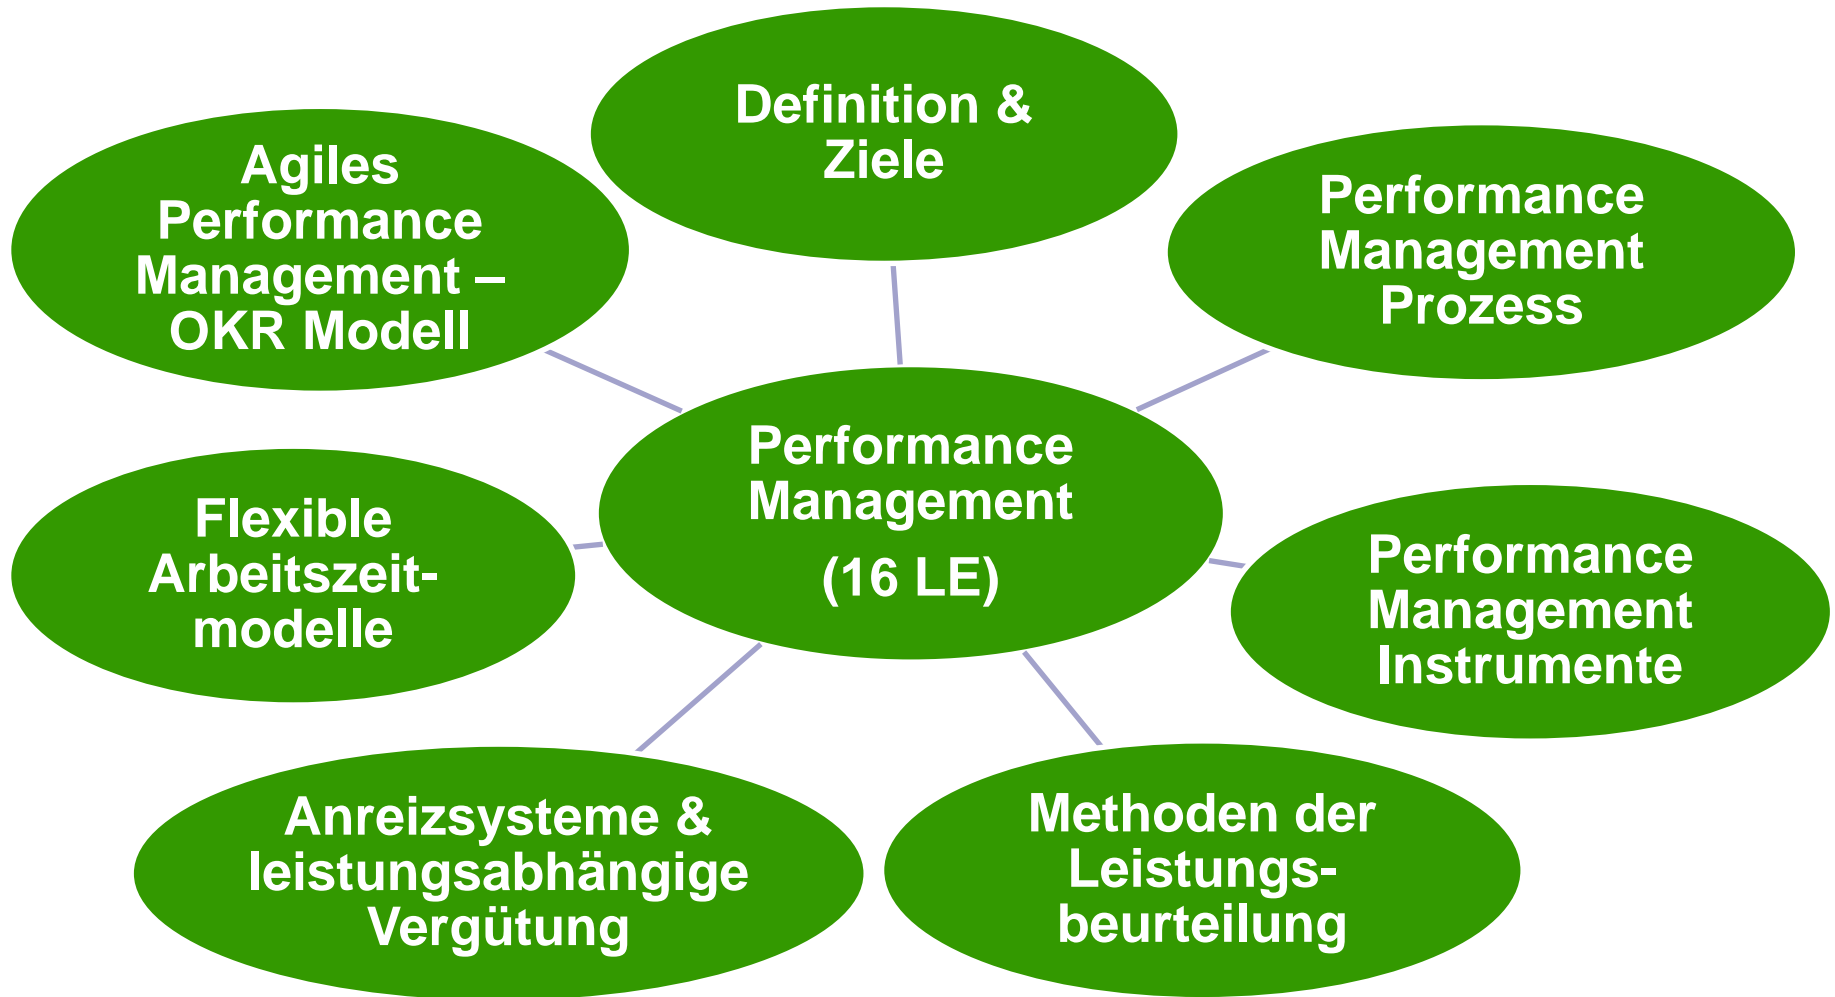 Definition &
Ziele
Performance
Management
Prozess
Performance
Management
Instrumente
Methoden der
Leistungs-
beurteilung
Anreizsysteme &
leistungsabhängige
Vergütung
Flexible
Arbeitszeit-
modelle
Agiles
Performance
Management –
OKR Modell
Performance
Management
(16 LE)